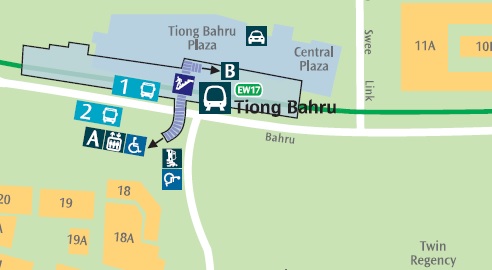 Tiong Bahru
Plaza
Central
Plaza
Swee
Link
11A
10
B
EW17
Tiong Bahru
1
2
A
Bahru
20
19
18
19A
18A
A
Twin
Regency